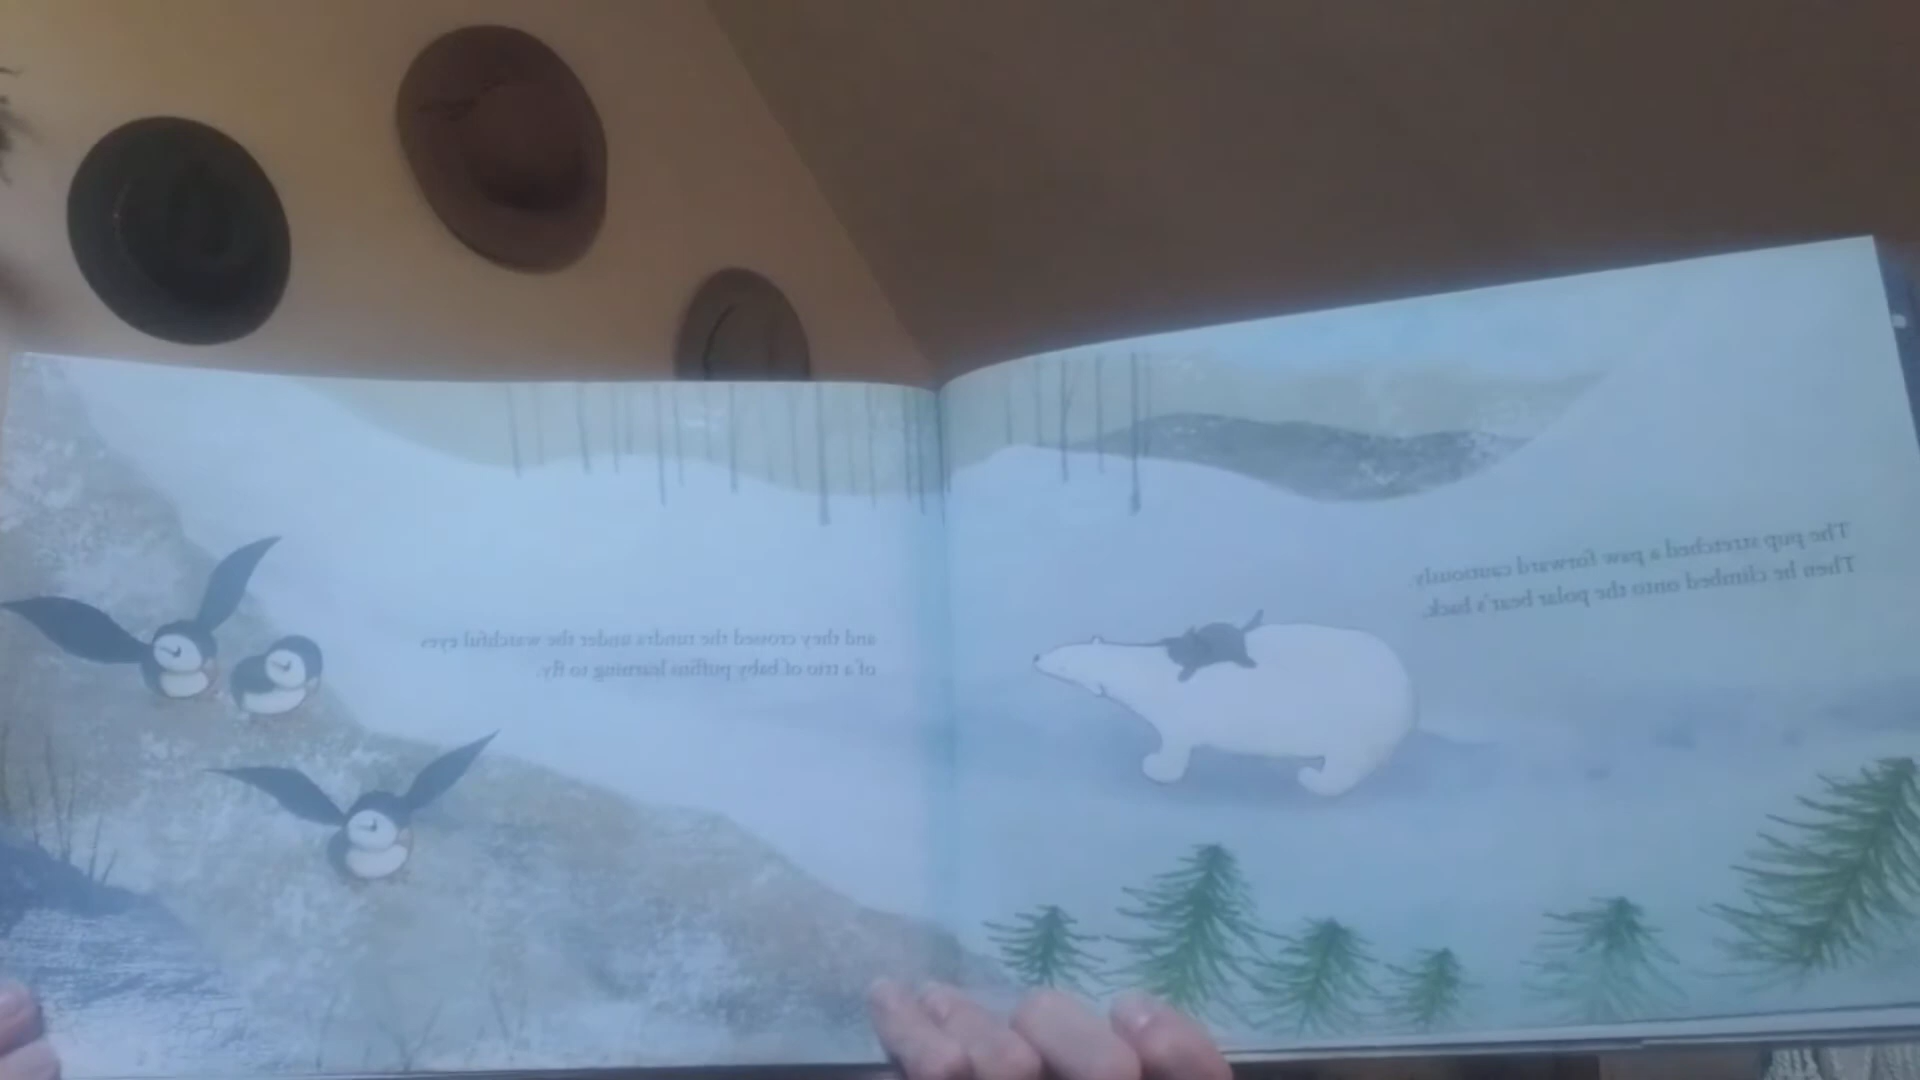 The pup stretched a paw forward cautiously.
Then he climbed onto the polar bear's back,
and they crossed the tundra under the watchful eyes
of a trio of baby puffins learning to fly.